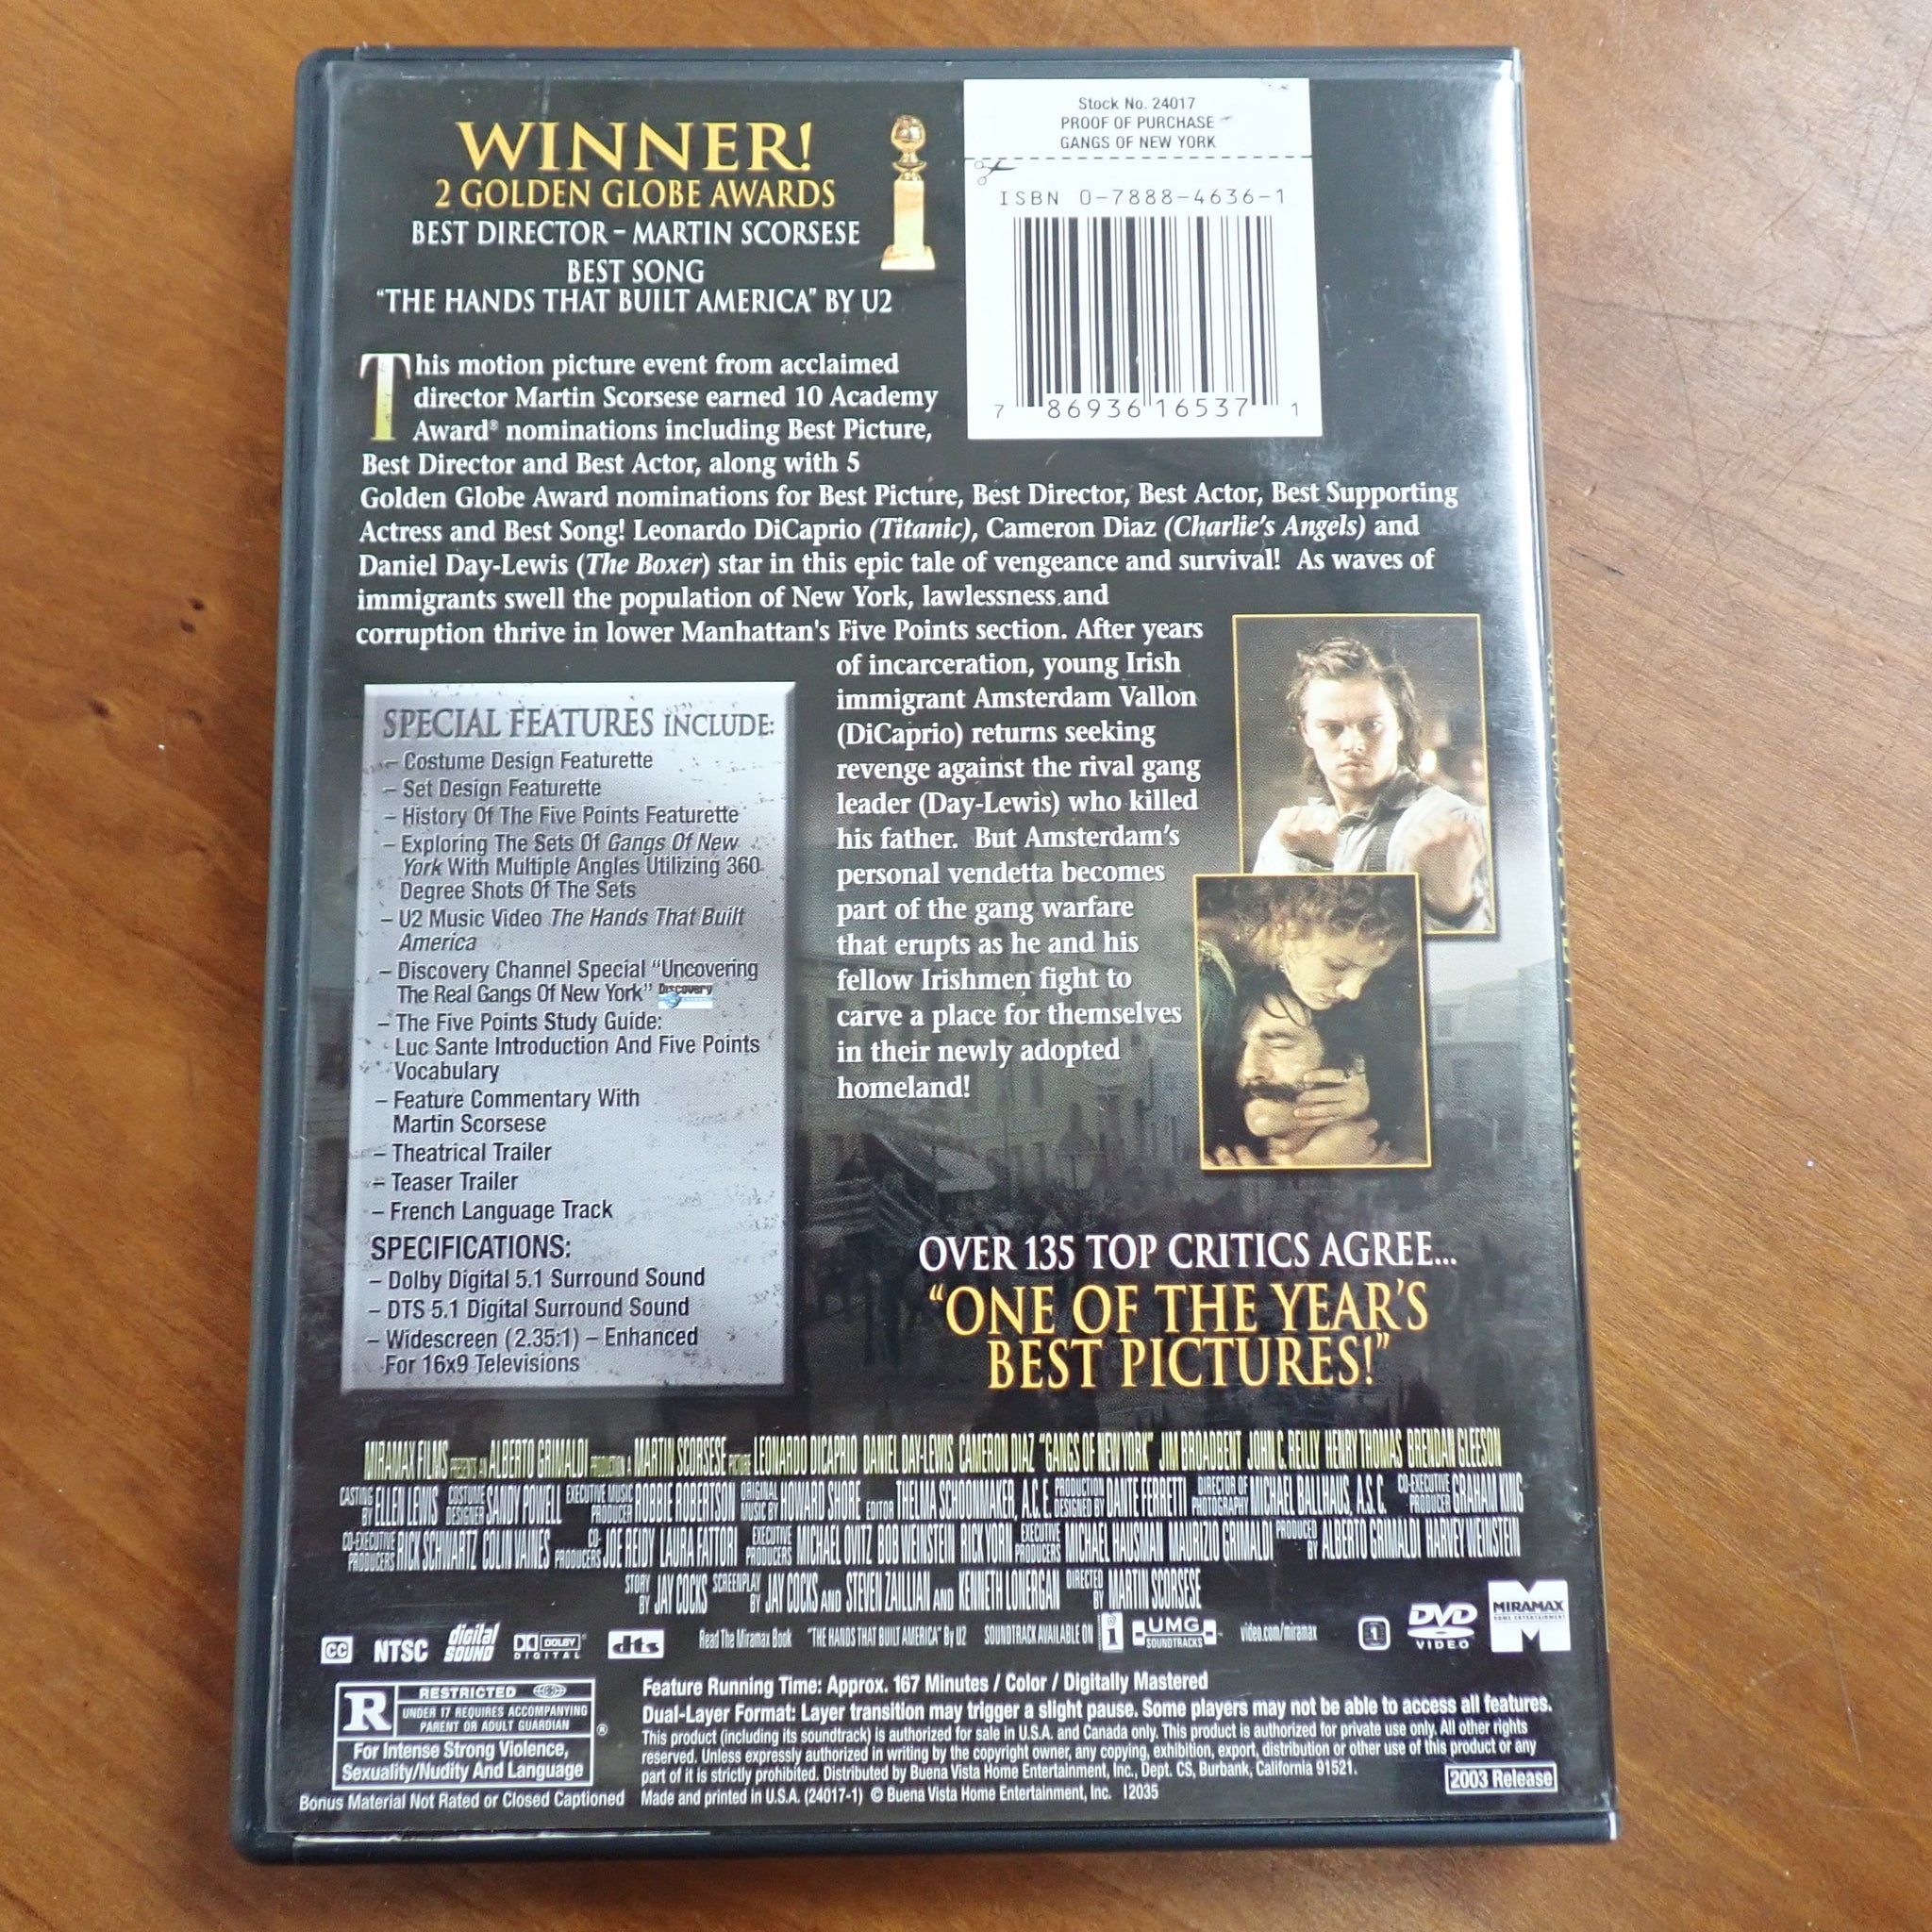 WINNER!
2 GOLDEN GLOBE AWARDS
BEST DIRECTOR – MARTIN SCORSESE
BEST SONG
"THE HANDS THAT BUILT AMERICA" BY U2
Stock No. 24017
PROOF OF PURCHASE
GANGS OF NEW YORK
ISBN 0-7888-4636-1
7 86936 16537 1
This motion picture event from acclaimed
director Martin Scorsese earned 10 Academy
Award® nominations including Best Picture,
Best Director and Best Actor, along with 5
Golden Globe Award nominations for Best Picture, Best Director, Best Actor, Best Supporting
Actress and Best Song! Leonardo DiCaprio (Titanic), Cameron Diaz (Charlie's Angels) and
Daniel Day-Lewis (The Boxer) star in this epic tale of vengeance and survival! As waves of
immigrants swell the population of New York, lawlessness and
corruption thrive in lower Manhattan's Five Points section. After years
of incarceration, young Irish
immigrant Amsterdam Vallon
(DiCaprio) returns seeking
revenge against the rival gang
leader (Day-Lewis) who killed
his father. But Amsterdam's
personal vendetta becomes
part of the gang warfare
that erupts as he and his
fellow Irishmen fight to
carve a place for themselves
in their newly adopted
homeland!
SPECIAL FEATURES INCLUDE:
– Costume Design Featurette
– Set Design Featurette
– History Of The Five Points Featurette
– Exploring The Sets Of Gangs Of New
York With Multiple Angles Utilizing 360
Degree Shots Of The Sets
– U2 Music Video The Hands That Built
America
– Discovery Channel Special "Uncovering
The Real Gangs Of New York" Discovery CHANNEL
– The Five Points Study Guide:
Luc Sante Introduction And Five Points
Vocabulary
– Feature Commentary With
Martin Scorsese
– Theatrical Trailer
– Teaser Trailer
– French Language Track
SPECIFICATIONS:
– Dolby Digital 5.1 Surround Sound
– DTS 5.1 Digital Surround Sound
– Widescreen (2.35:1) – Enhanced
For 16x9 Televisions
OVER 135 TOP CRITICS AGREE...
"ONE OF THE YEAR'S
BEST PICTURES!"
MIRAMAX FILMS PRESENTS AN ALBERTO GRIMALDI PRODUCTION A MARTIN SCORSESE PICTURE LEONARDO DICAPRIO DANIEL DAY-LEWIS CAMERON DIAZ "GANGS OF NEW YORK" JIM BROADBENT JOHN C. REILLY HENRY THOMAS BRENDAN GLEESON
CASTING BY ELLEN LEWIS COSTUME DESIGNER SANDY POWELL EXECUTIVE MUSIC PRODUCER ROBBIE ROBERTSON ORIGINAL MUSIC BY HOWARD SHORE EDITOR THELMA SCHOONMAKER, A.C.E. PRODUCTION DESIGNED BY DANTE FERRETTI DIRECTOR OF PHOTOGRAPHY MICHAEL BALLHAUS, A.S.C. CO-EXECUTIVE PRODUCER GRAHAM KING
CO-EXECUTIVE PRODUCERS RICK SCHWARTZ COLIN VAINES CO-PRODUCERS JOE REIDY LAURA FATTORI EXECUTIVE PRODUCERS MICHAEL OVITZ BOB WEINSTEIN RICK YORN EXECUTIVE PRODUCERS MICHAEL HAUSMAN MAURIZIO GRIMALDI PRODUCED BY ALBERTO GRIMALDI HARVEY WEINSTEIN
STORY BY JAY COCKS SCREENPLAY BY JAY COCKS AND STEVEN ZAILLIAN AND KENNETH LONERGAN DIRECTED BY MARTIN SCORSESE
CC NTSC digital SOUND DOLBY DIGITAL dts Read The Miramax Book "THE HANDS THAT BUILT AMERICA" By U2 SOUNDTRACK AVAILABLE ON i UMG SOUNDTRACKS video.com/miramax 1 DVD VIDEO MIRAMAX HOME ENTERTAINMENT
R RESTRICTED
UNDER 17 REQUIRES ACCOMPANYING
PARENT OR ADULT GUARDIAN ®
For Intense Strong Violence,
Sexuality/Nudity And Language
Bonus Material Not Rated or Closed Captioned
Feature Running Time: Approx. 167 Minutes / Color / Digitally Mastered
Dual-Layer Format: Layer transition may trigger a slight pause. Some players may not be able to access all features.
This product (including its soundtrack) is authorized for sale in U.S.A. and Canada only. This product is authorized for private use only. All other rights
reserved. Unless expressly authorized in writing by the copyright owner, any copying, exhibition, export, distribution or other use of this product or any
part of it is strictly prohibited. Distributed by Buena Vista Home Entertainment, Inc., Dept. CS, Burbank, California 91521.
Made and printed in U.S.A. (24017-1) © Buena Vista Home Entertainment, Inc. 12035
2003 Release